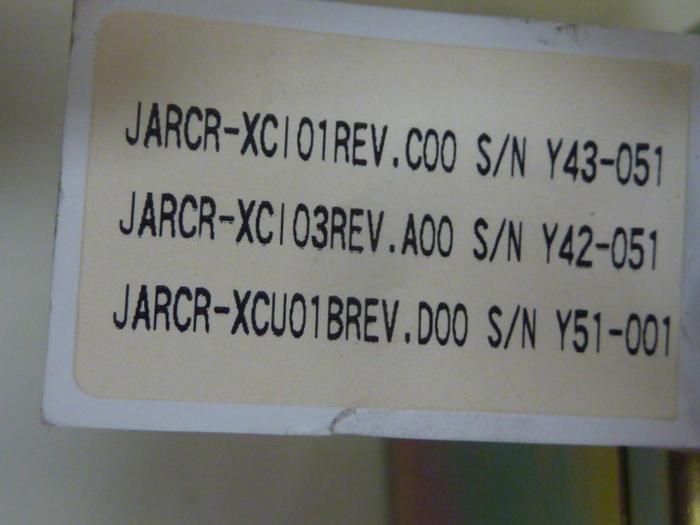 JARCR-XCI01REV.C00 S/N Y43-051
JARCR-XCI03REV.A00 S/N Y42-051
JARCR-XCU01BREV.D00 S/N Y51-001